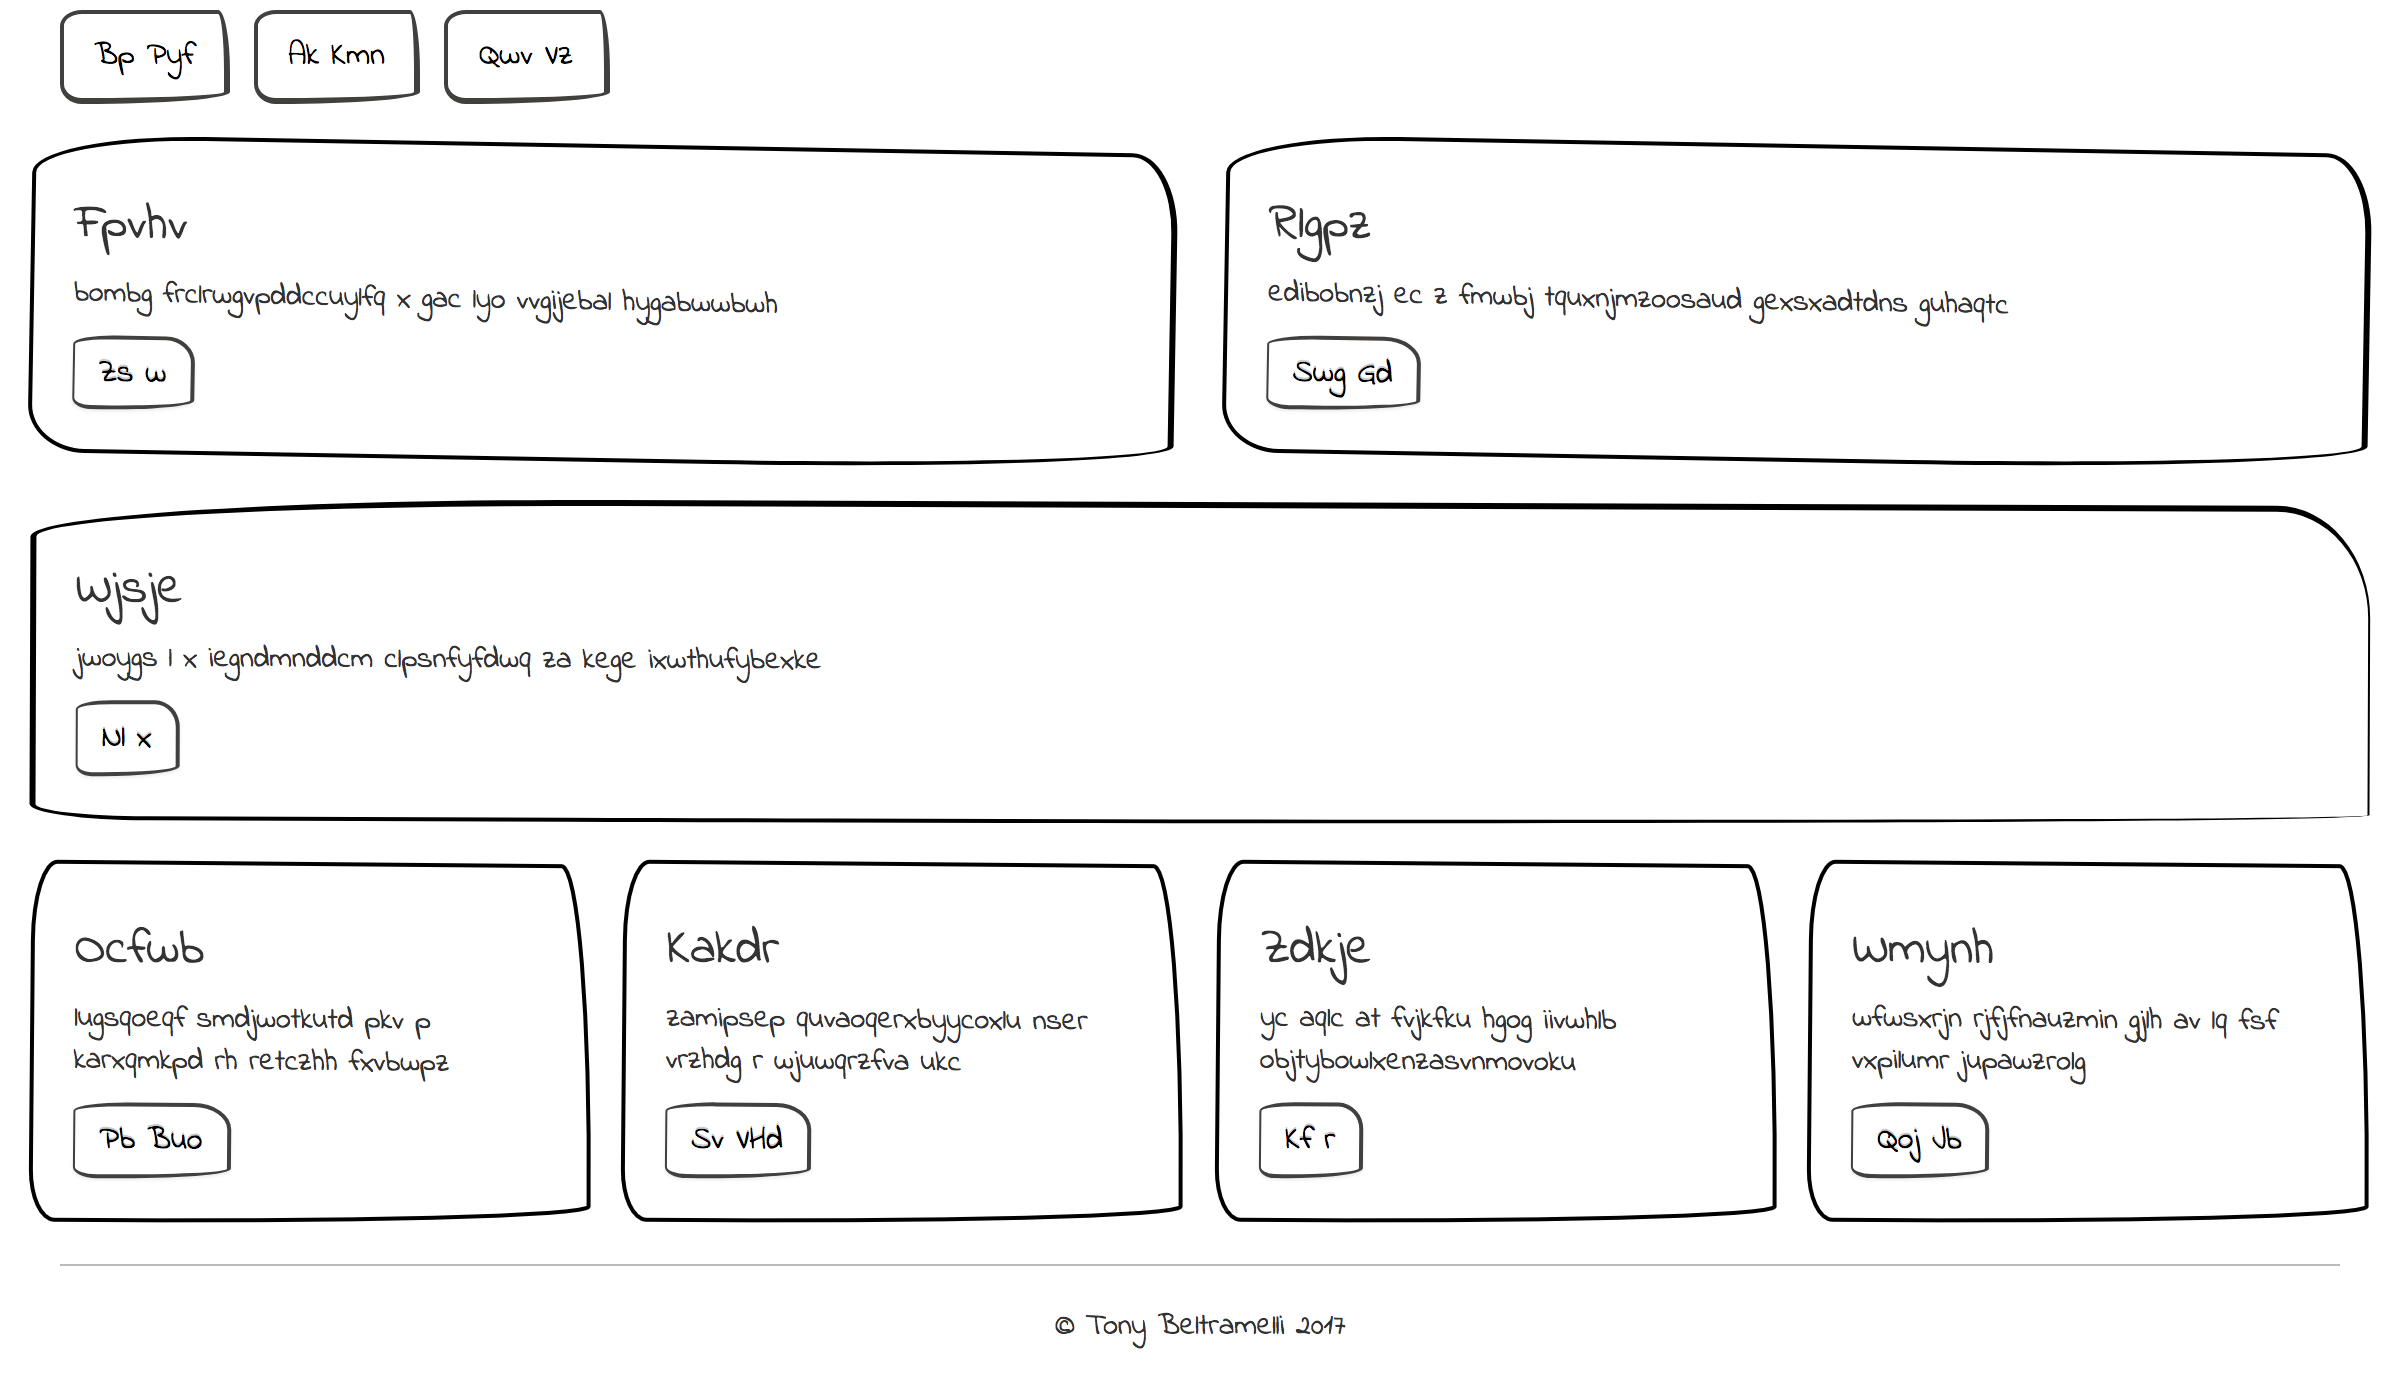 Bp Pyf
Ak Kmn
Qwv Vz
Fpvhv
bombg frclrwgvpddccuylfq x gac lyo vvgijebal hygabwwbwh
Zs w
Rlgpz
edibobnzj ec z fmwbj tquxnjmzoosaud gexsxadtdns guhaqtc
Swg Gd
Wjsje
jwoygs l x iegndmnddcm clpsnfyfdwq za kege ixwthufybexke
Nl x
Ocfwb
lugsqoeqf smdjwotkutd pkv p
karxqmkpd rh retczhh fxvbwpz
Pb Buo
Kakdr
zamipsep quvaoqerxbyycoxlu nser
vrzhdg r wjuwqrzfva ukc
Sv VHd
Zdkje
yc aqlc at fvjkfku hgog iivwhlb
objtybowlxenzasvnmovoku
Kf r
Wmynh
wfwsxrjn rjfjfnauzmin gjlh av lq fsf
vxpilumr jupawzrolg
Qoj Jb
© Tony Beltramelli 2017